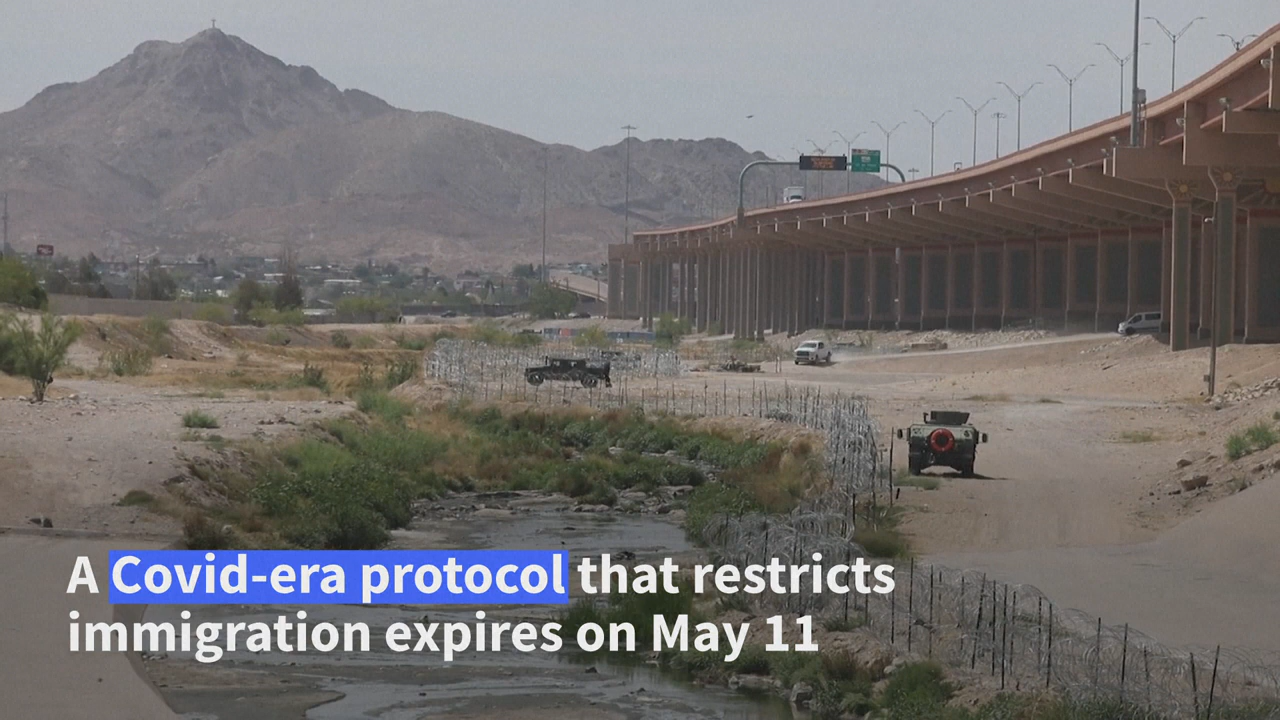 A Covid-era protocol that restricts
immigration expires on May 11